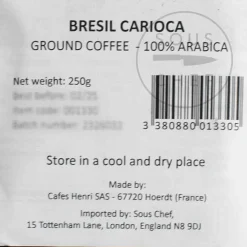 BRESIL CARIOCA
SOUS
GROUND COFFEE - 100% ARABICA
Net weight: 250g
3 380880 013305
Store in a cool and dry place
Made by:
Cafes Henri SAS - 67720 Hoerdt (France)
Imported by: Sous Chef,
15 Tottenham Lane, London, England N8 9DJ